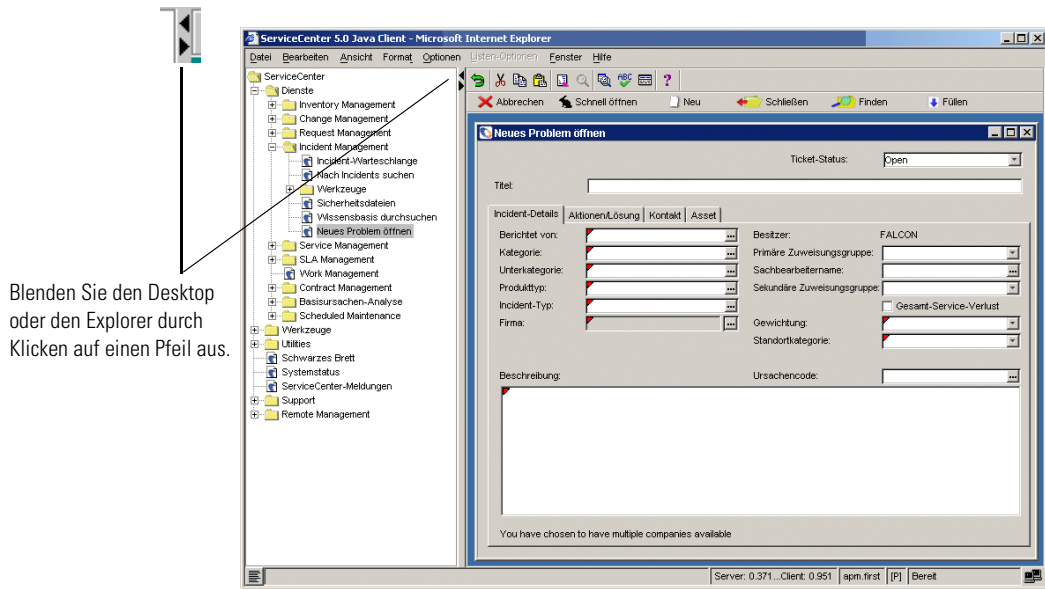 ServiceCenter 5.0 Java Client - Microsoft Internet Explorer
Datei Bearbeiten Ansicht Format Optionen Listen-Optionen Fenster Hilfe
ServiceCenter
Dienste
Inventory Management
Change Management
Request Management
Incident Management
Incident-Warteschlange
Nach Incidents suchen
Werkzeuge
Sicherheitsdateien
Wissensbasis durchsuchen
Neues Problem öffnen
Service Management
SLA Management
Work Management
Contract Management
Basisursachen-Analyse
Scheduled Maintenance
Werkzeuge
Utilities
Schwarzes Brett
Systemstatus
ServiceCenter-Meldungen
Support
Remote Management
Blenden Sie den Desktop
oder den Explorer durch
Klicken auf einen Pfeil aus.
ABC ?
Abbrechen Schnell öffnen Neu Schließen Finden Füllen
Neues Problem öffnen
Ticket-Status: Open
Titel:
Incident-Details Aktionen/Lösung Kontakt Asset
Berichtet von: Besitzer: FALCON
Kategorie: Primäre Zuweisungsgruppe:
Unterkategorie: Sachbearbeitername:
Produkttyp: Sekundäre Zuweisungsgruppe:
Incident-Typ: Gesamt-Service-Verlust
Firma: Gewichtung:
Standortkategorie:
Beschreibung: Ursachencode:
You have chosen to have multiple companies available
Server: 0.371...Client: 0.951 apm.first [P] Bereit